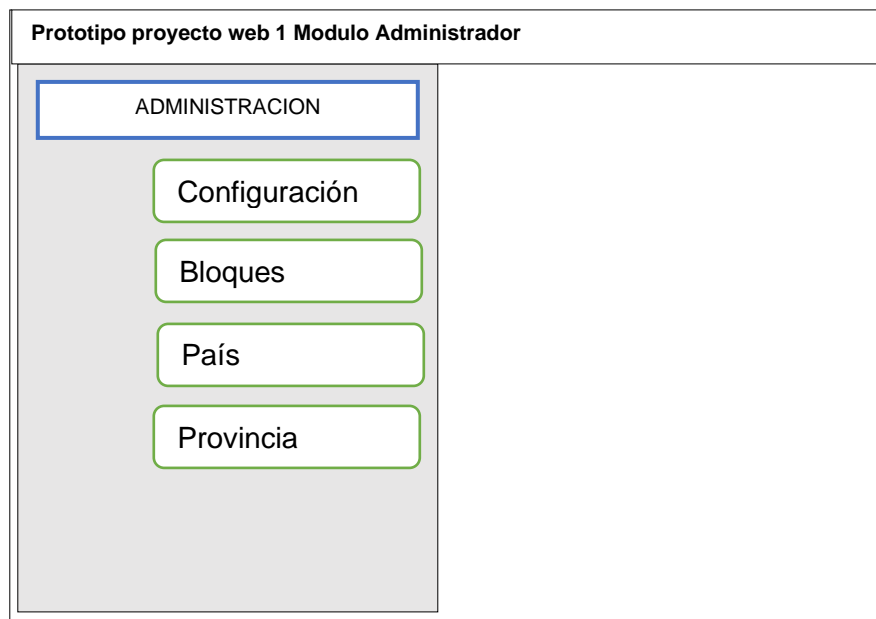 Prototipo proyecto web 1 Modulo Administrador
ADMINISTRACION
Configuración
Bloques
País
Provincia